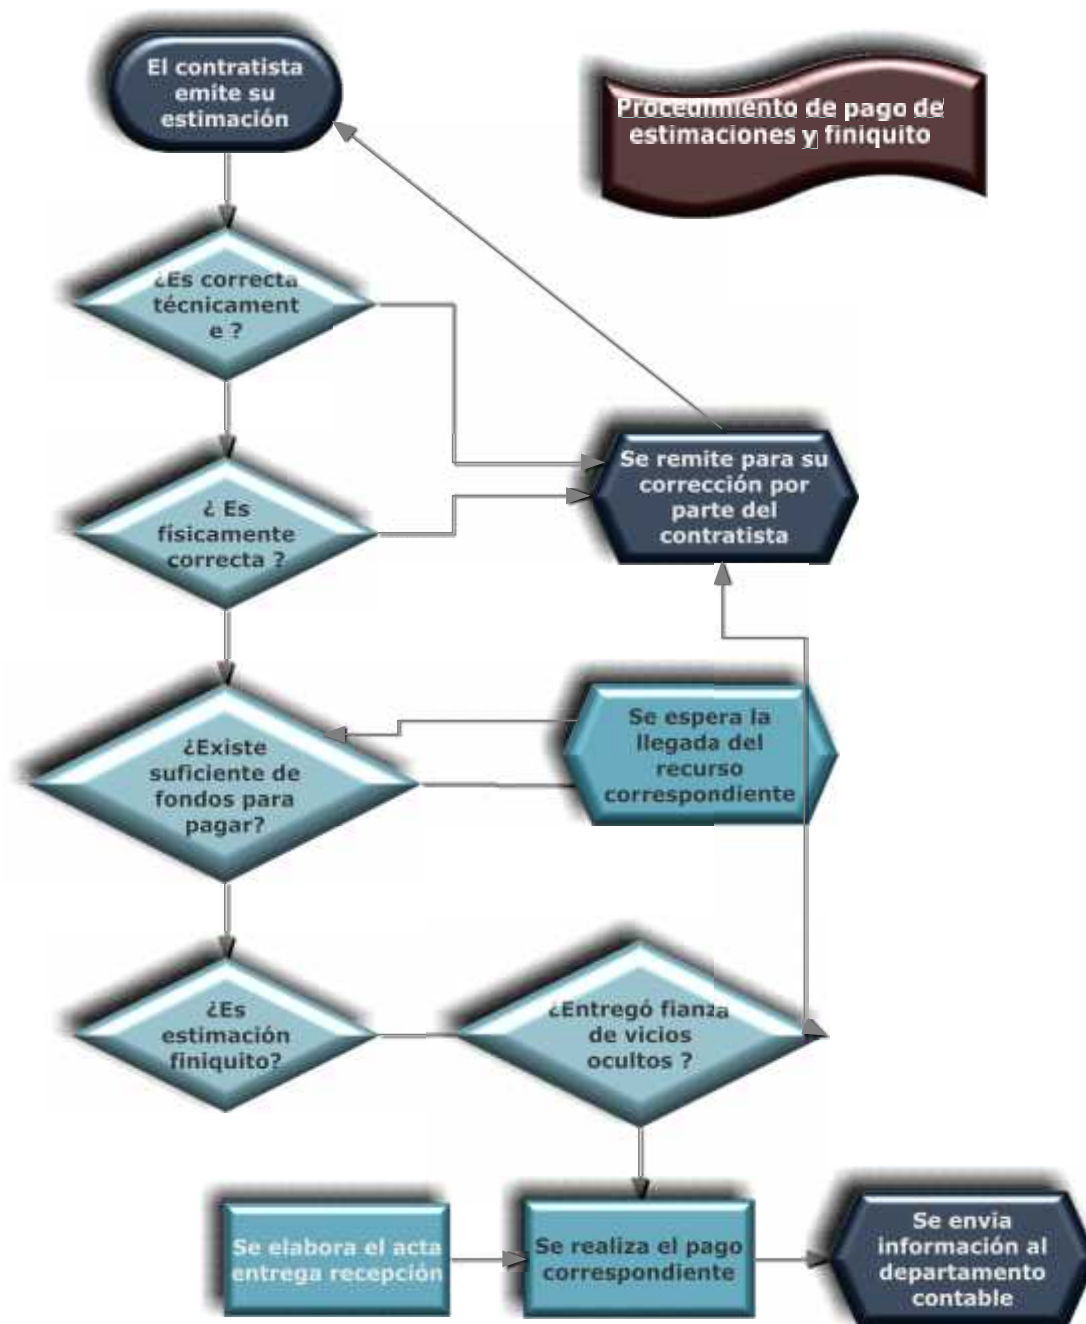 El contratista
emite su
estimación
Procedimiento de pago de
estimaciones y finiquito
¿Es correcta
técnicament
e ?
Se remite para su
corrección por
parte del
contratista
¿ Es
físicamente
correcta ?
¿Existe
suficiente de
fondos para
pagar?
Se espera la
llegada del
recurso
correspondiente
¿Es
estimación
finiquito?
¿Entregó fianza
de vicios
ocultos ?
Se elabora el acta
entrega recepción
Se realiza el pago
correspondiente
Se envia
información al
departamento
contable